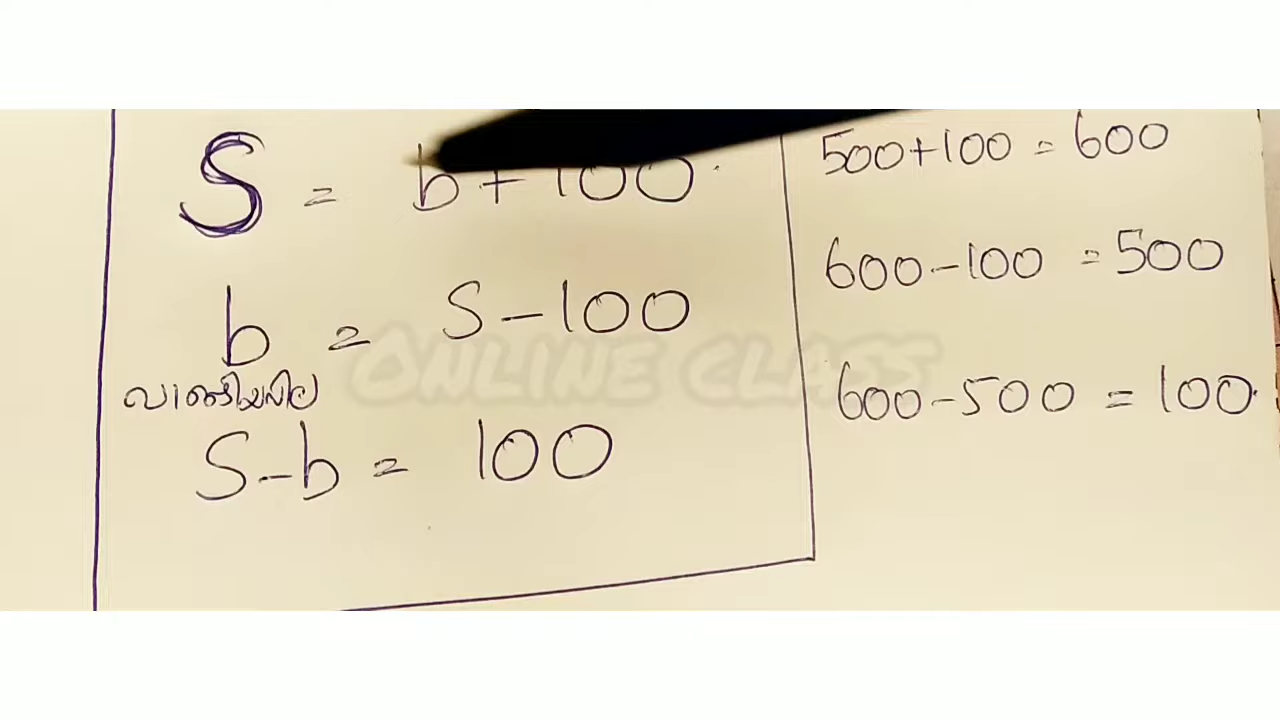 S = b + 100
b = S - 100
വാങ്ങിയവില
S - b = 100
500+100 = 600
600-100 = 500
600-500 = 100
ONLINE CLASS